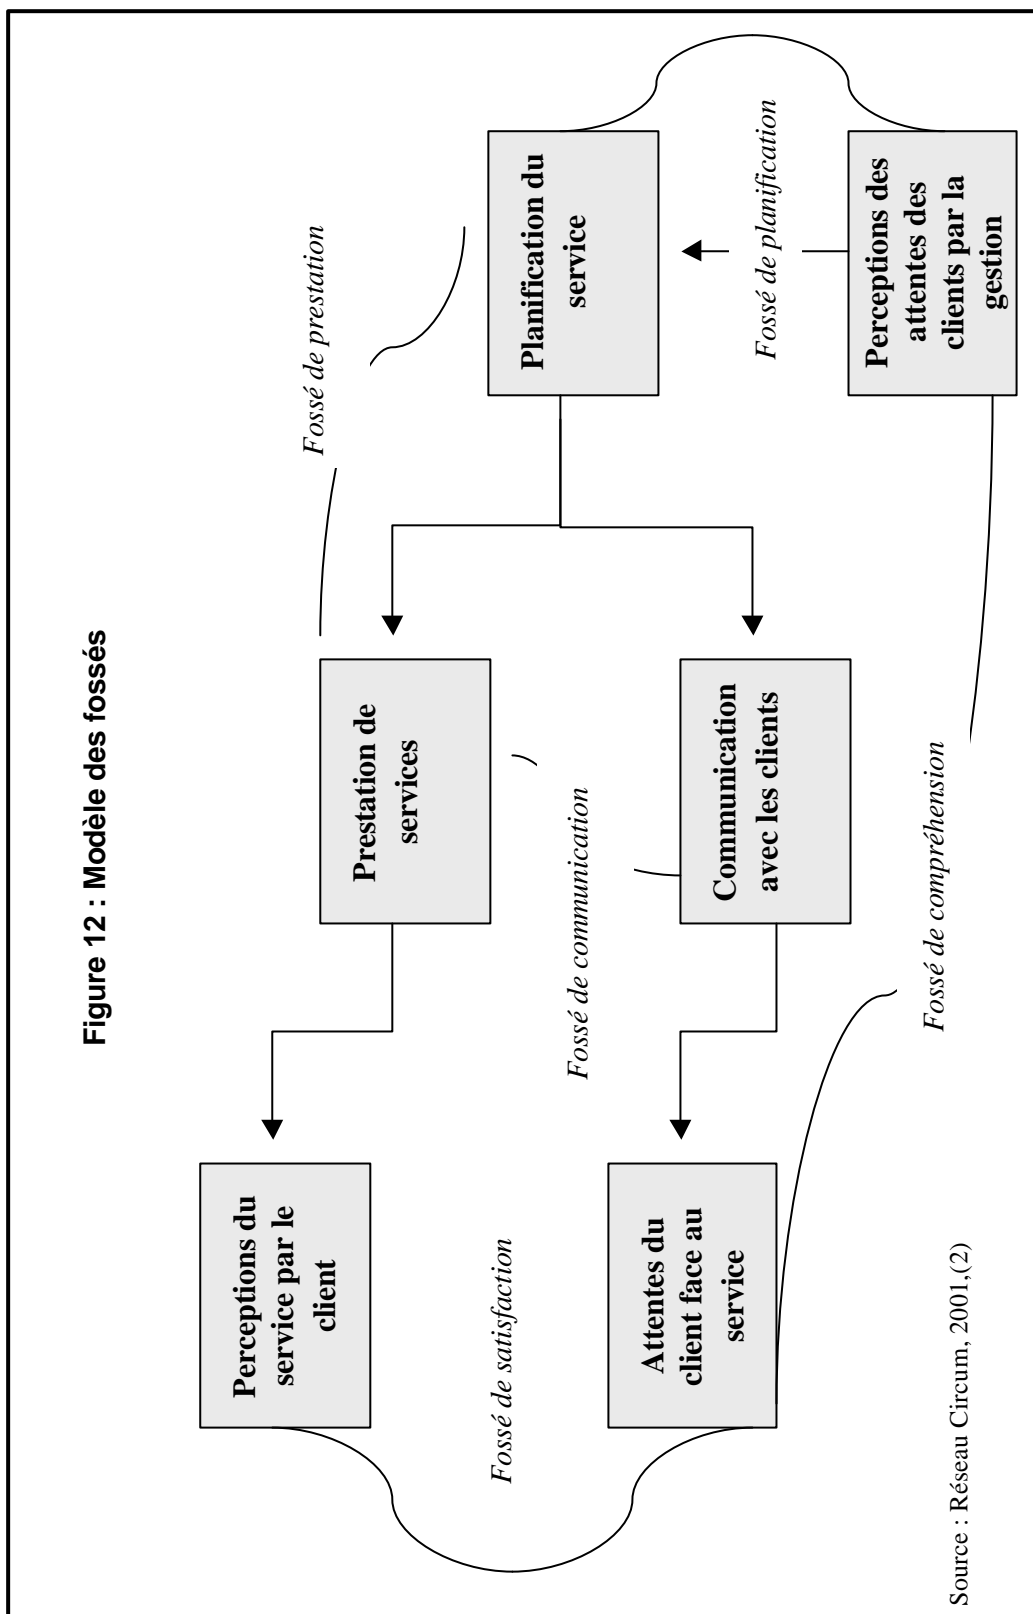 Figure 12 : Modèle des fossés
Perceptions du
service par le
client
Prestation de
services
Fossé de prestation
Planification du
service
Fossé de satisfaction
Fossé de communication
Fossé de planification
Attentes du
client face au
service
Communication
avec les clients
Perceptions des
attentes des
clients par la
gestion
Fossé de compréhension
Source : Réseau Circum, 2001,(2)